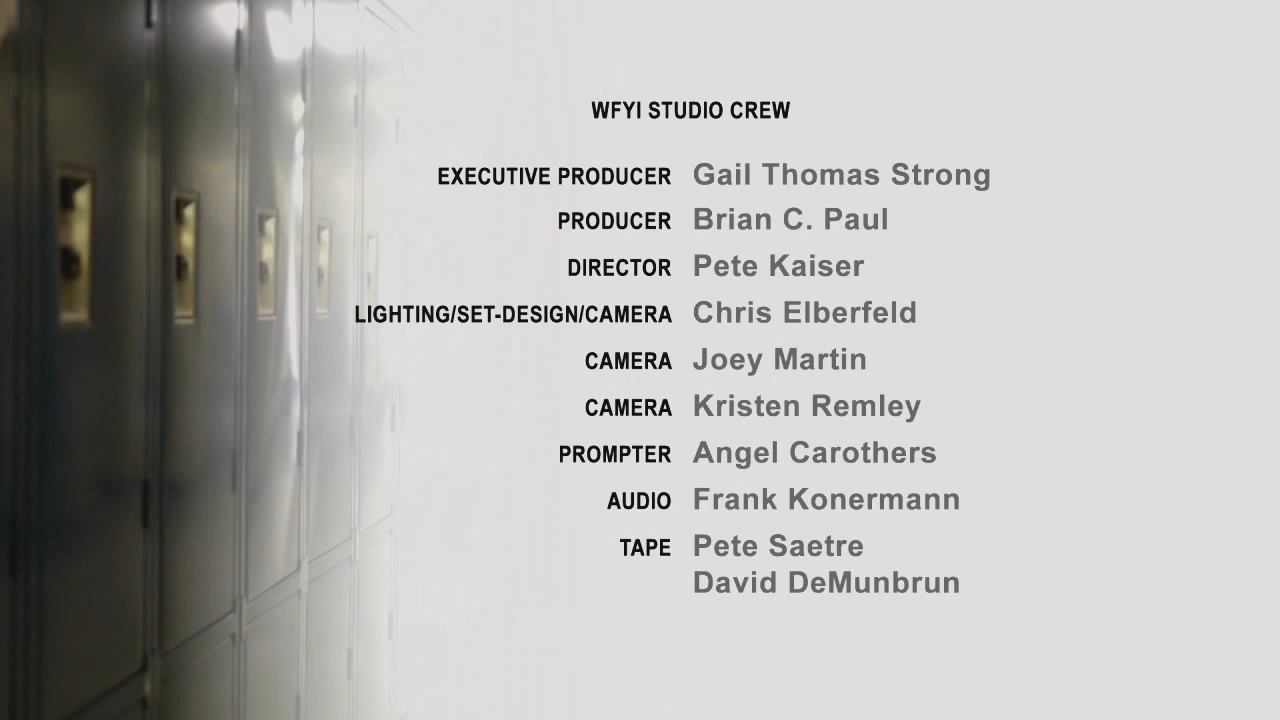 WFYI STUDIO CREW
EXECUTIVE PRODUCER Gail Thomas Strong
PRODUCER Brian C. Paul
DIRECTOR Pete Kaiser
LIGHTING/SET-DESIGN/CAMERA Chris Elberfeld
CAMERA Joey Martin
CAMERA Kristen Remley
PROMPTER Angel Carothers
AUDIO Frank Konermann
TAPE Pete Saetre
David DeMunbrun